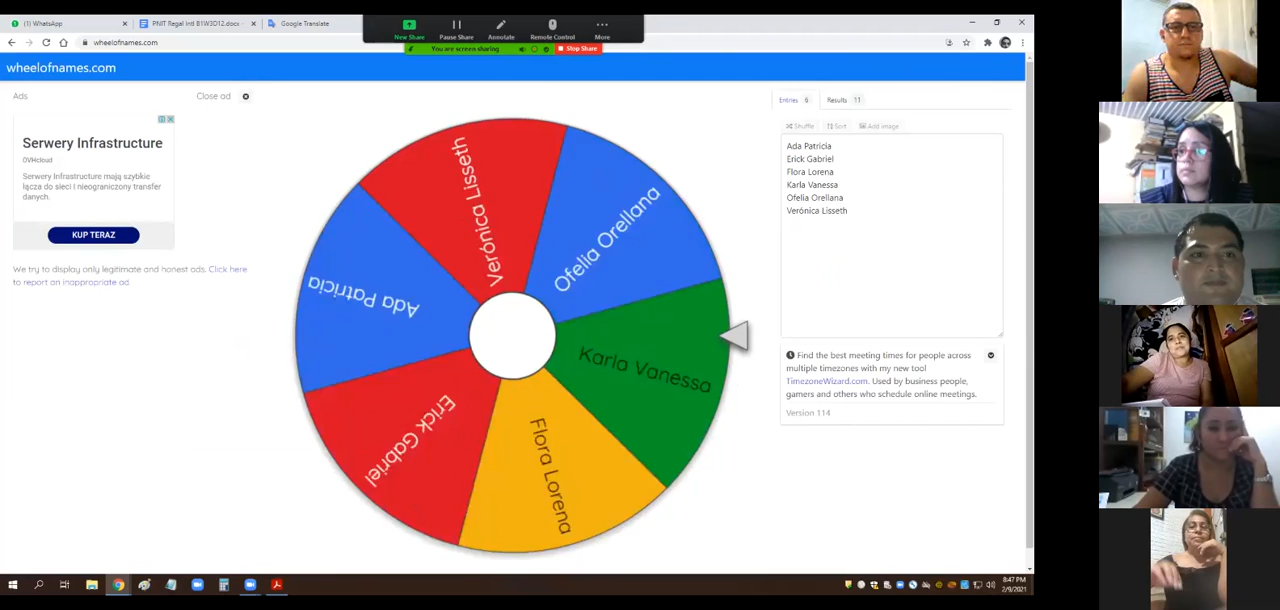 (1) WhatsApp
PNIT Regal Intl B1W3D12.docx -
Google Translate
New Share
Pause Share
Annotate
Remote Control
More
You are screen sharing
Stop Share
wheelofnames.com
wheelofnames.com
Ads
Close ad
Serwery Infrastructure
OVHcloud
Serwery Infrastructure mają szybkie
łącza do sieci i nieograniczony transfer
danych.
KUP TERAZ
We try to display only legitimate and honest ads. Click here
to report an inappropriate ad
Verónica Lisseth
Ofelia Orellana
Ada Patricia
Karla Vanessa
Erick Gabriel
Flora Lorena
Entries 6
Results 11
Shuffle
Sort
Add image
Ada Patricia
Erick Gabriel
Flora Lorena
Karla Vanessa
Ofelia Orellana
Verónica Lisseth
Find the best meeting times for people across
multiple timezones with my new tool
TimezoneWizard.com. Used by business people,
gamers and others who schedule online meetings.
Version 114
8:47 PM
2/9/2021